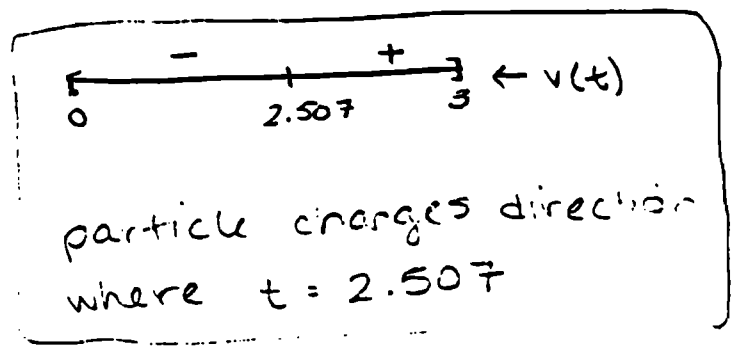 - +
0 2.507 3 ← v(t)
particle changes direction
where t = 2.507